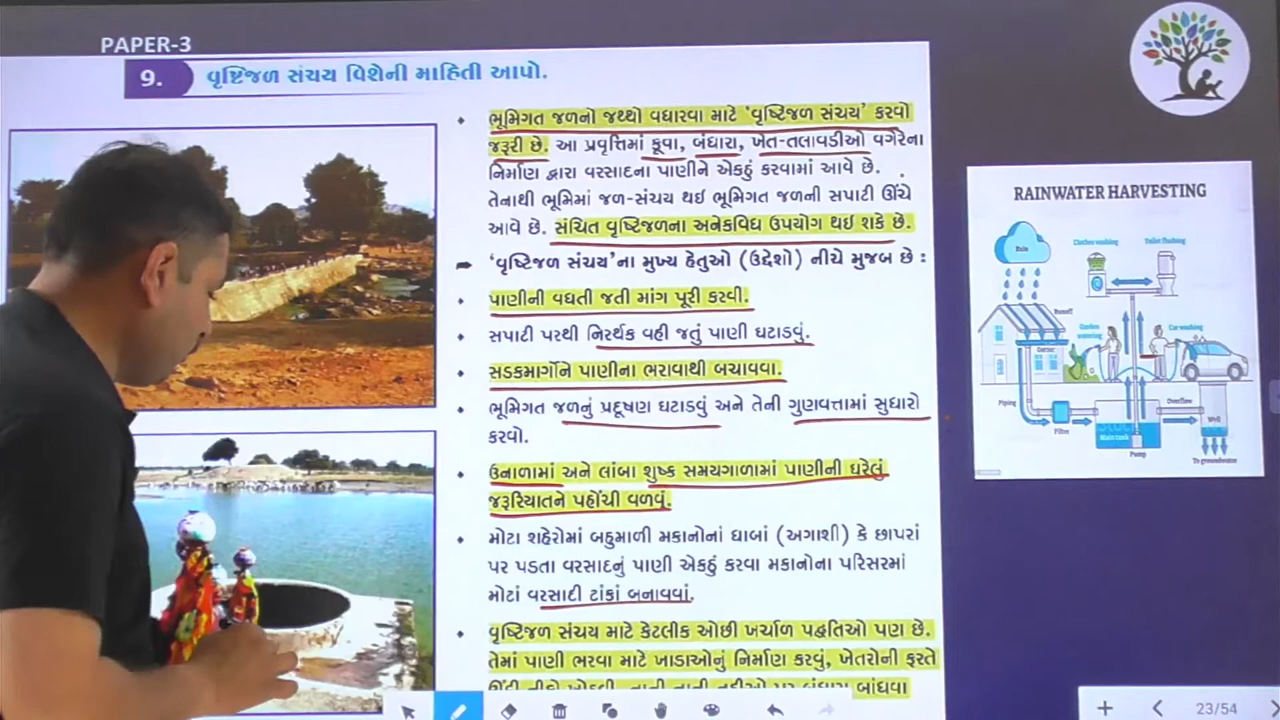 PAPER-3
9. વૃષ્ટિજળ સંચય વિશેની માહિતી આપો.
• ભૂમિગત જળનો જથ્થો વધારવા માટે ‘વૃષ્ટિજળ સંચય’ કરવો
જરૂરી છે. આ પ્રવૃત્તિમાં કૂવા, બંધારા, ખેત-તલાવડીઓ વગેરેના
નિર્માણ દ્વારા વરસાદના પાણીને એકઠું કરવામાં આવે છે.
તેનાથી ભૂમિમાં જળ-સંચય થઈ ભૂમિગત જળની સપાટી ઊંચે
આવે છે. સંચિત વૃષ્ટિજળના અનેકવિધ ઉપયોગ થઈ શકે છે.
➡ ‘વૃષ્ટિજળ સંચય’ના મુખ્ય હેતુઓ (ઉદ્દેશો) નીચે મુજબ છે :
• પાણીની વધતી જતી માંગ પૂરી કરવી.
• સપાટી પરથી નિરર્થક વહી જતું પાણી ઘટાડવું.
• સડકમાર્ગોને પાણીના ભરાવાથી બચાવવા.
• ભૂમિગત જળનું પ્રદૂષણ ઘટાડવું અને તેની ગુણવત્તામાં સુધારો
કરવો.
• ઉનાળામાં અને લાંબા શુષ્ક સમયગાળામાં પાણીની ઘરેલું
જરૂરિયાતને પહોંચી વળવું.
• મોટા શહેરોમાં બહુમાળી મકાનોનાં ધાબાં (અગાશી) કે છાપરાં
પર પડતા વરસાદનું પાણી એકઠું કરવા મકાનોના પરિસરમાં
મોટાં વરસાદી ટાંકાં બનાવવાં.
• વૃષ્ટિજળ સંચય માટે કેટલીક ઓછી ખર્ચાળ પદ્ધતિઓ પણ છે.
તેમાં પાણી ભરવા માટે ખાડાઓનું નિર્માણ કરવું, ખેતરોની ફરતે
બાંધવા
RAINWATER HARVESTING
Rain
Clothes washing
Toilet flushing
Runoff
Garden watering
Car washing
Gutter
Piping
Filter
Main tank
Overflow
Well
Pump
To groundwater
23/54